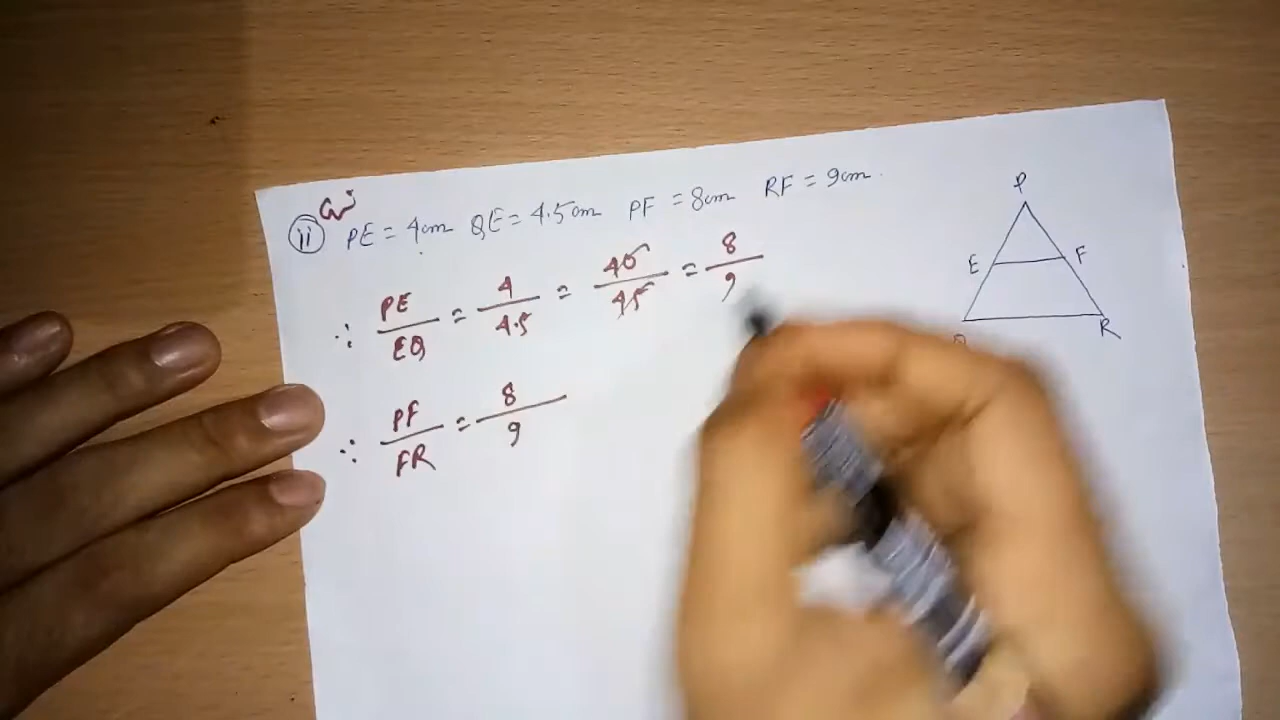 (ii) PE = 4cm QE = 4.5cm PF = 8cm RF = 9cm.
∵ PE/EQ = 4/4.5 = 40/45 = 8/9
∵ PF/FR = 8/9
P
E F
Q R